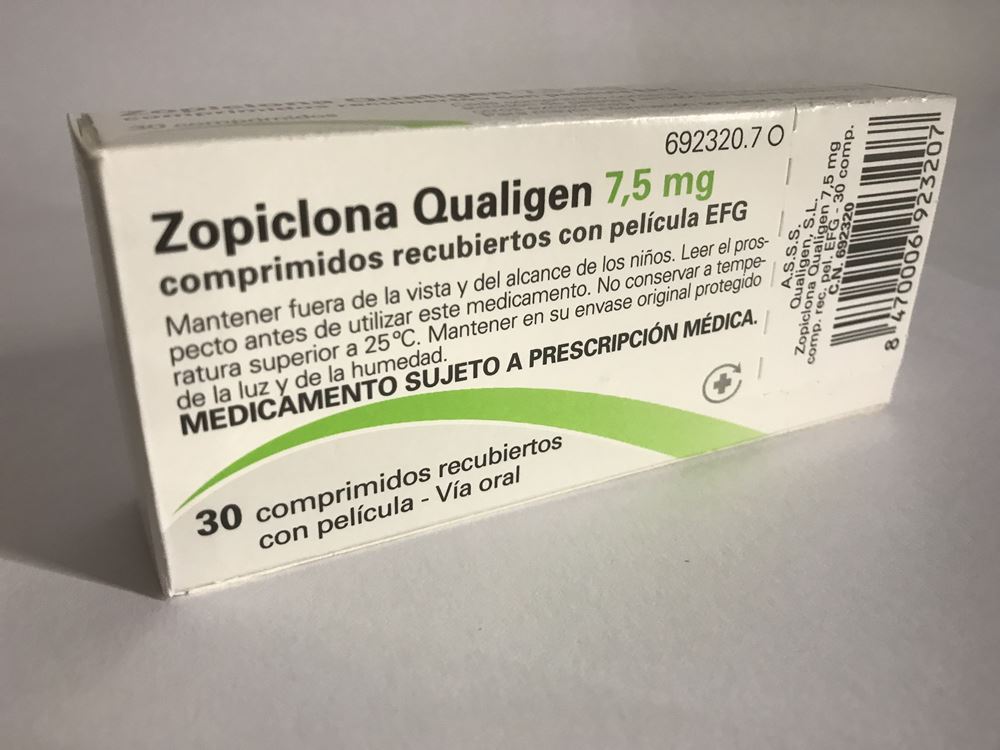 30 comprimidos
692320.7
Zopiclona Qualigen 7,5 mg
comprimidos recubiertos con película EFG
Mantener fuera de la vista y del alcance de los niños. Leer el pros-
pecto antes de utilizar este medicamento. No conservar a tempe-
ratura superior a 25ºC. Mantener en su envase original protegido
de la luz y de la humedad.
MEDICAMENTO SUJETO A PRESCRIPCIÓN MÉDICA.
30 comprimidos recubiertos
con película - Vía oral
A.S.S.S.
Qualigen, S.L.
Zopiclona Qualigen 7,5 mg
comp. rec. pel. EFG - 30 comp.
C.N. 692320
8 470006 923207